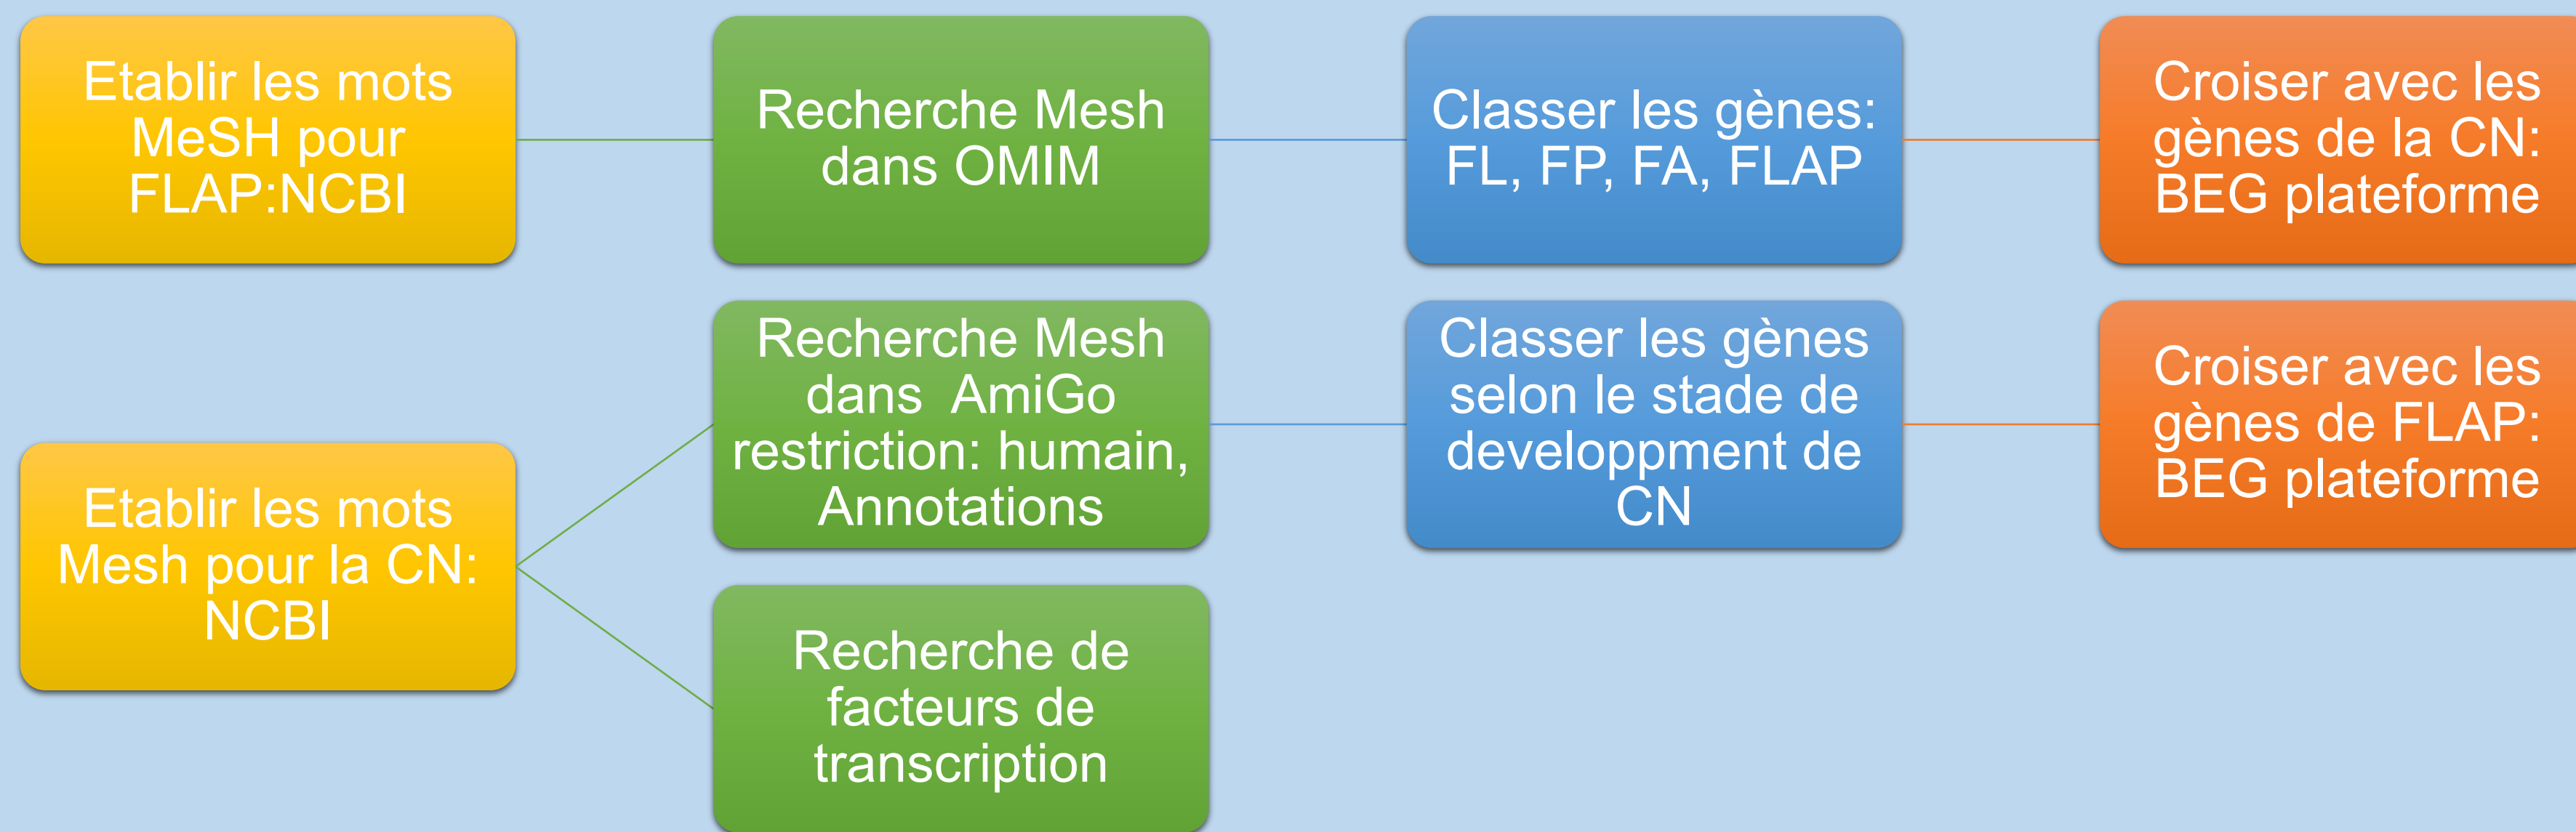 Etablir les mots
MeSH pour
FLAP:NCBI
Recherche Mesh
dans OMIM
Classer les gènes:
FL, FP, FA, FLAP
Croiser avec les
gènes de la CN:
BEG plateforme
Etablir les mots
Mesh pour la CN:
NCBI
Recherche Mesh
dans AmiGo
restriction: humain,
Annotations
Classer les gènes
selon le stade de
developpment de
CN
Croiser avec les
gènes de FLAP:
BEG plateforme
Recherche de
facteurs de
transcription